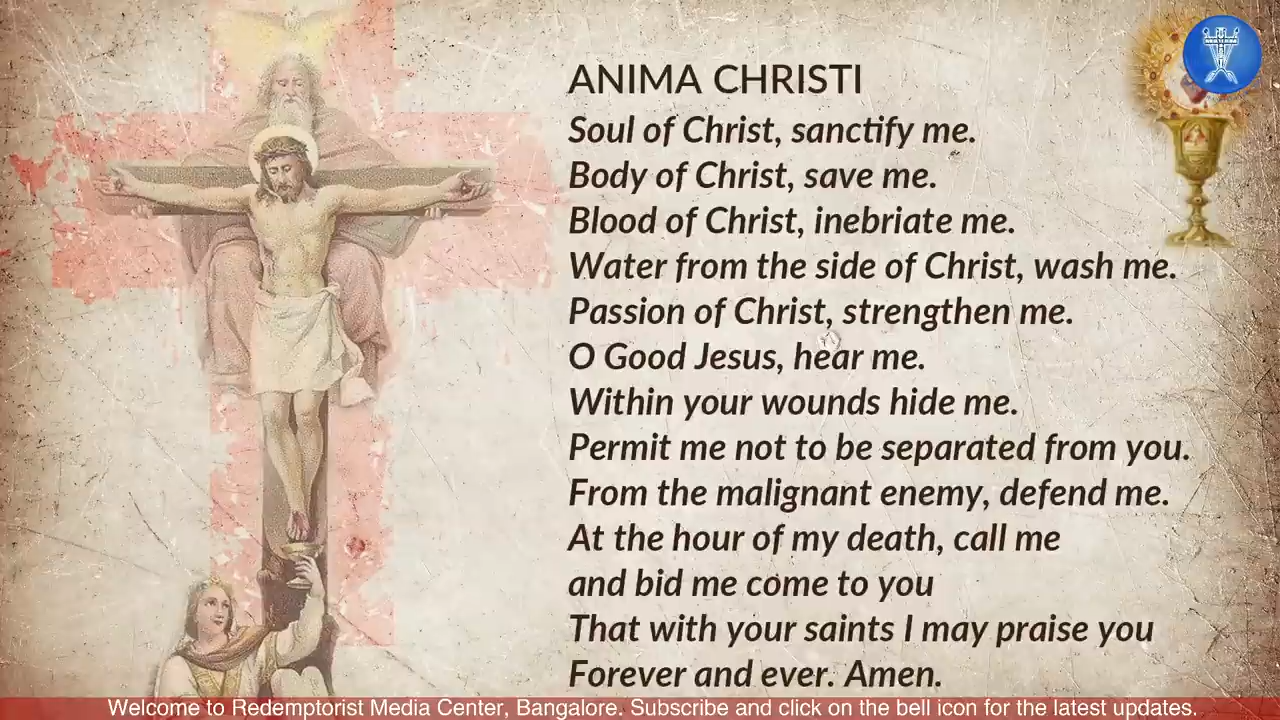 ANIMA CHRISTI
Soul of Christ, sanctify me.
Body of Christ, save me.
Blood of Christ, inebriate me.
Water from the side of Christ, wash me.
Passion of Christ, strengthen me.
O Good Jesus, hear me.
Within your wounds hide me.
Permit me not to be separated from you.
From the malignant enemy, defend me.
At the hour of my death, call me
and bid me come to you
That with your saints I may praise you
Forever and ever. Amen.
Welcome to Redemptorist Media Center, Bangalore. Subscribe and click on the bell icon for the latest updates.